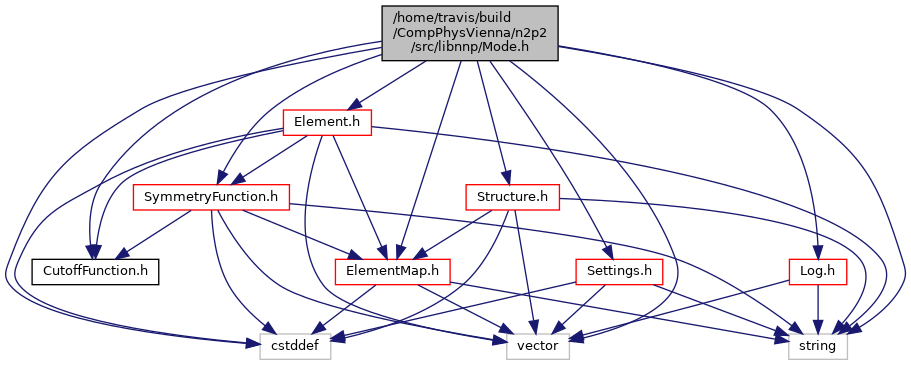 /home/travis/build
/CompPhysVienna/n2p2
/src/libnnp/Mode.h
Element.h
SymmetryFunction.h
Structure.h
CutoffFunction.h
ElementMap.h
Settings.h
Log.h
cstddef
vector
string